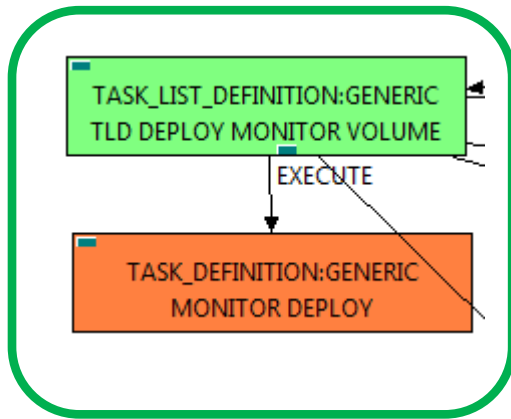 TASK_LIST_DEFINITION:GENERIC
TLD DEPLOY MONITOR VOLUME
EXECUTE
TASK_DEFINITION:GENERIC
MONITOR DEPLOY